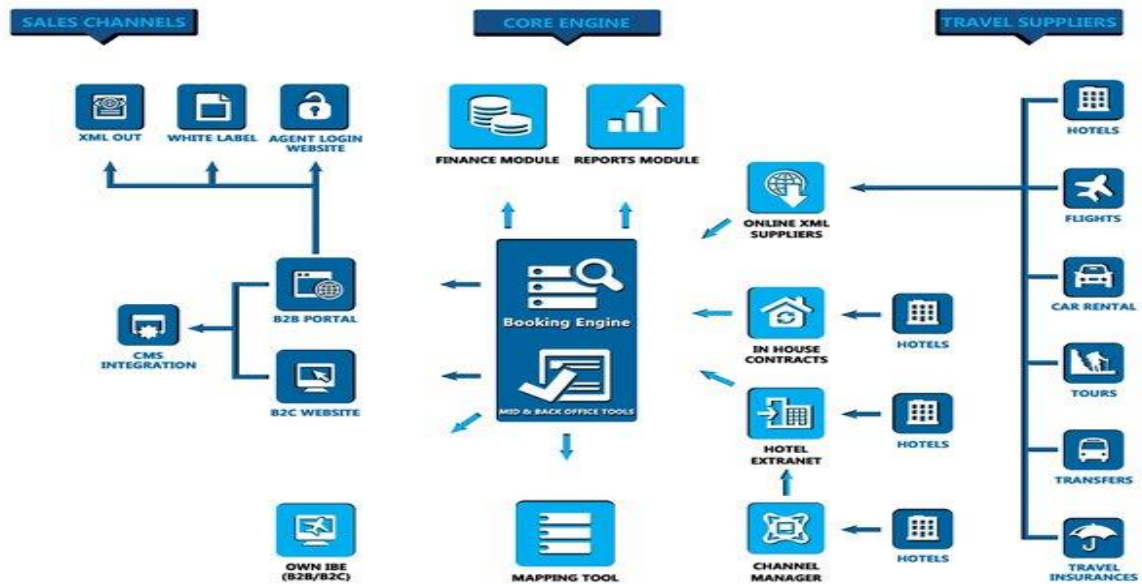 SALES CHANNELS
CORE ENGINE
TRAVEL SUPPLIERS
XML OUT
WHITE LABEL
AGENT LOGIN
WEBSITE
FINANCE MODULE
REPORTS MODULE
HOTELS
ONLINE XML
SUPPLIERS
FLIGHTS
B2B PORTAL
Booking Engine
IN HOUSE
CONTRACTS
HOTELS
CAR RENTAL
CMS
INTEGRATION
B2C WEBSITE
MID & BACK OFFICE TOOLS
HOTEL
EXTRANET
HOTELS
TOURS
TRANSFERS
OWN IBE
(B2B/B2C)
MAPPING TOOL
CHANNEL
MANAGER
HOTELS
TRAVEL
INSURANCES